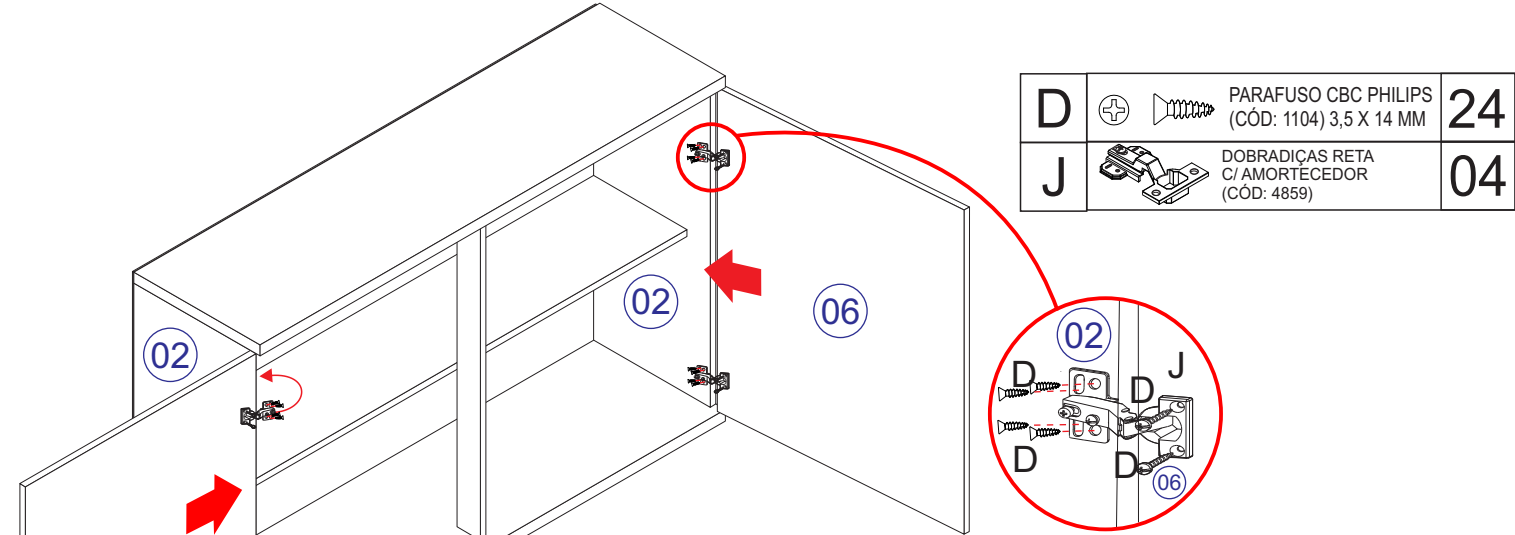 D
PARAFUSO CBC PHILIPS
(CÓD: 1104) 3,5 X 14 MM
24
J
DOBRADIÇAS RETA
C/ AMORTECEDOR
(CÓD: 4859)
04
02
02
06
02
J
D
D
D
D
06